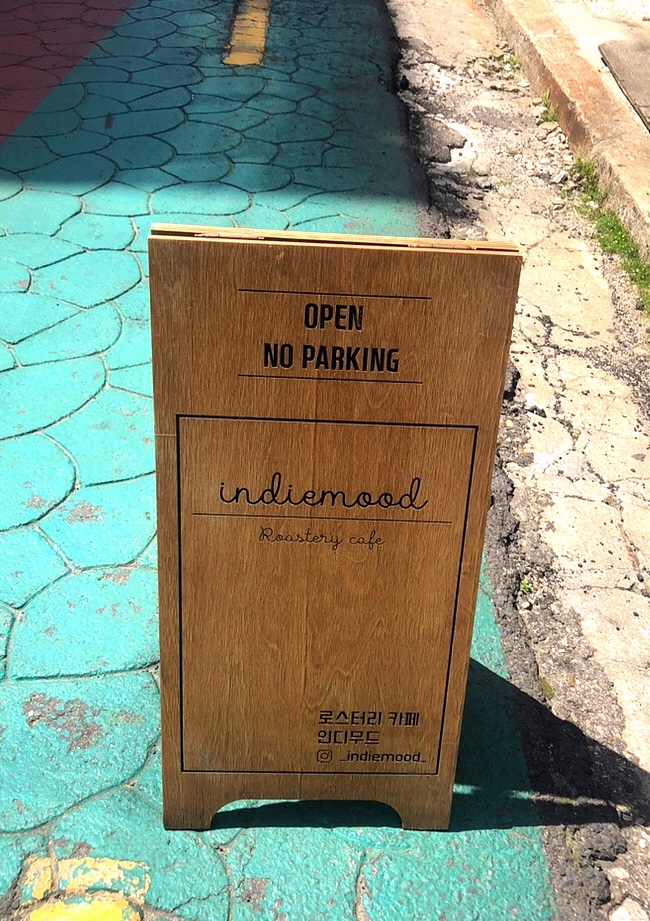 OPEN
NO PARKING
indiemood
Roastery cafe
로스터리 카페
인디무드
_indiemood_